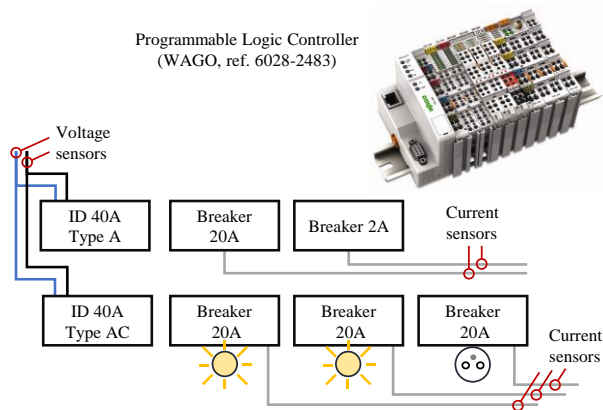 Programmable Logic Controller
(WAGO, ref. 6028-2483)
Voltage
sensors
ID 40A
Type A
Breaker
20A
Breaker 2A
Current
sensors
ID 40A
Type AC
Breaker
20A
Breaker
20A
Breaker
20A
Current
sensors